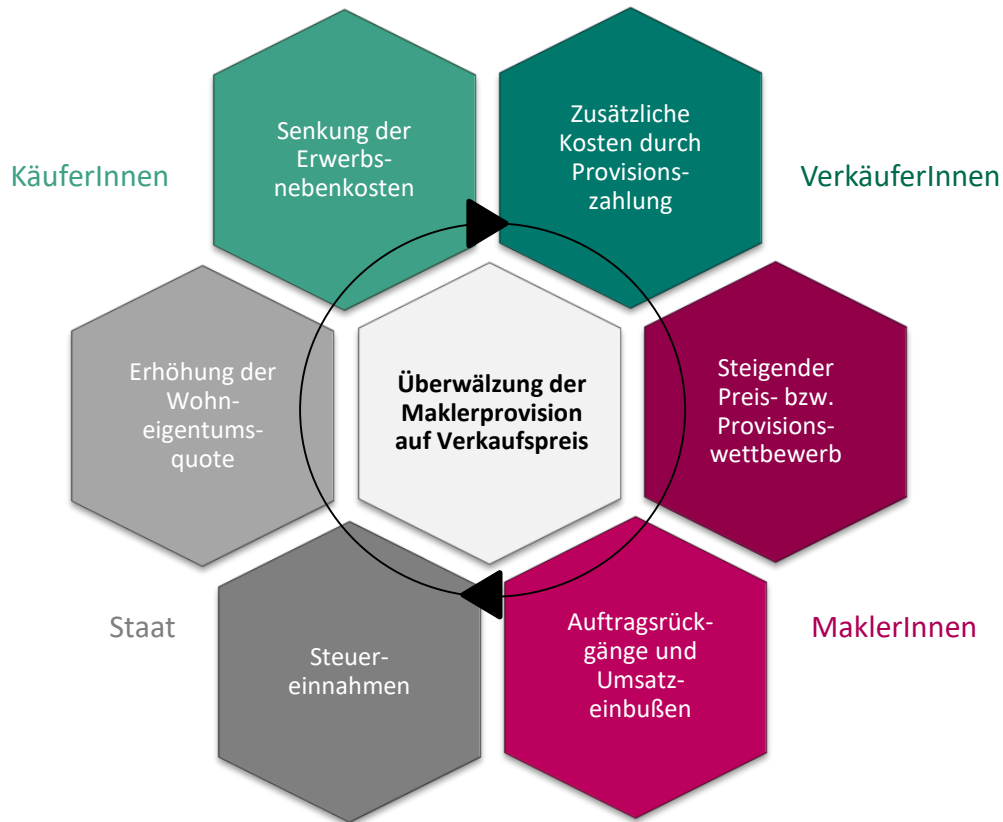 Senkung der
Erwerbs-
nebenkosten
Zusätzliche
Kosten durch
Provisions-
zahlung
KäuferInnen
VerkäuferInnen
Erhöhung der
Wohn-
eigentums-
quote
Überwälzung der
Maklerprovision
auf Verkaufspreis
Steigender
Preis- bzw.
Provisions-
wettbewerb
Staat
Steuer-
einnahmen
Auftragsrück-
gänge und
Umsatz-
einbußen
MaklerInnen